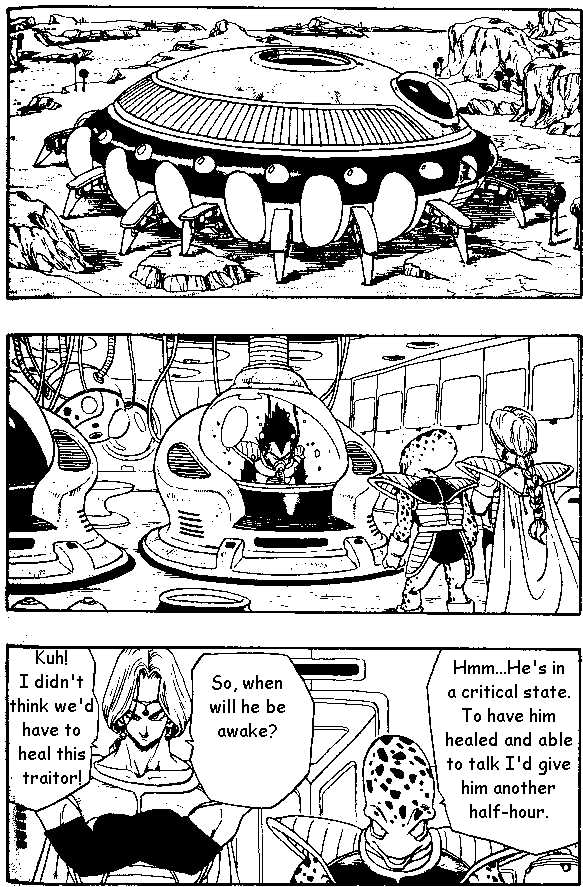 Kuh!
I didn't
think we'd
have to
heal this
traitor!
So, when
will he be
awake?
Hmm...He's in
a critical state.
To have him
healed and able
to talk I'd give
him another
half-hour.